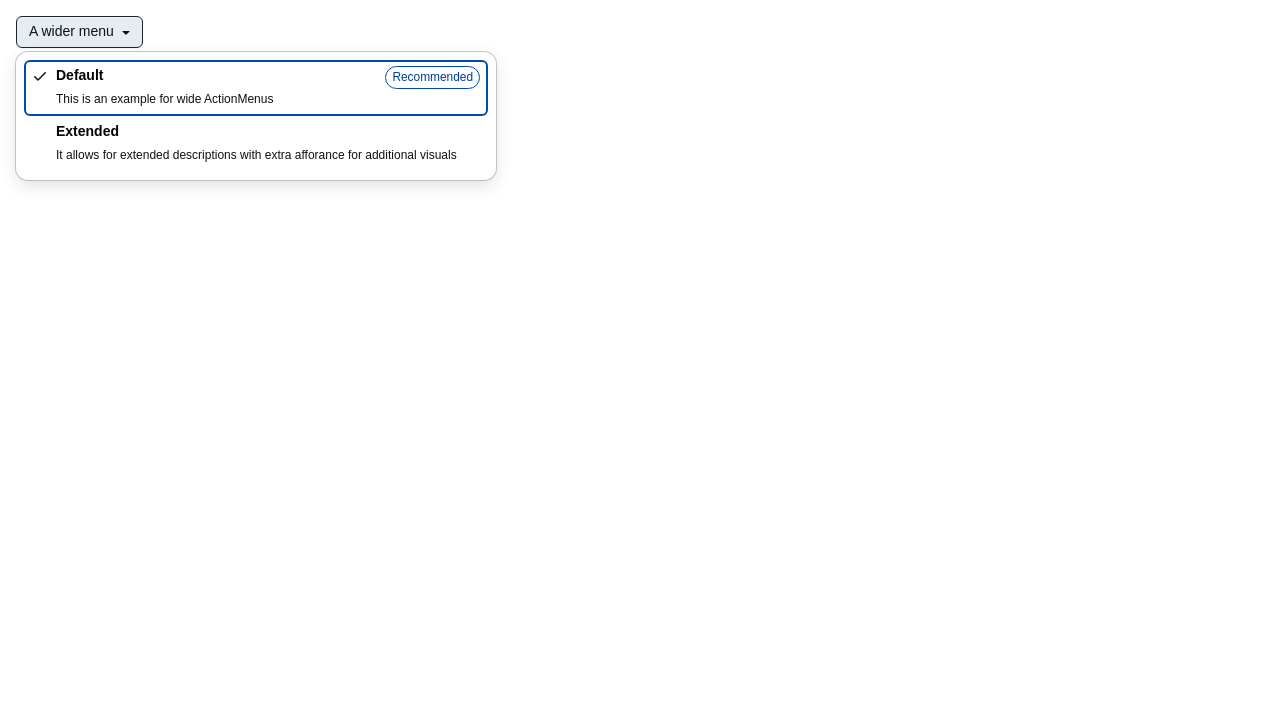 A wider menu
Default
Recommended
This is an example for wide ActionMenus
Extended
It allows for extended descriptions with extra afforance for additional visuals